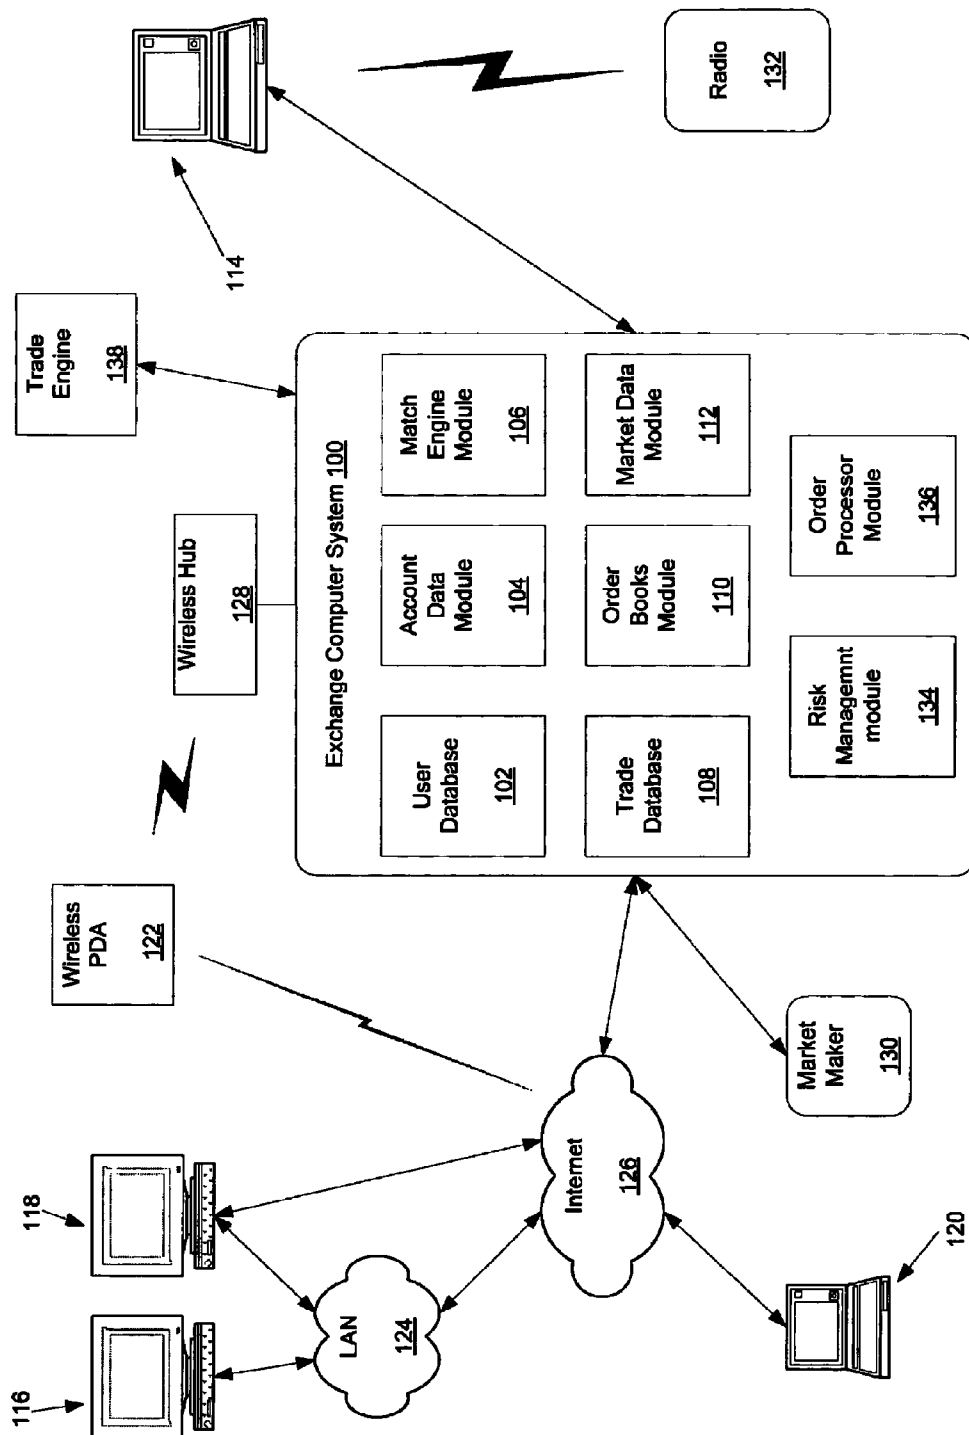 116
118
Trade
Engine
138
Wireless
PDA
122
Wireless Hub
128
114
Exchange Computer System 100
LAN
124
User
Database
102
Account
Data
Module
104
Match
Engine
Module
106
Internet
126
Trade
Database
108
Order
Books
Module
110
Market Data
Module
112
Radio
132
Market
Maker
130
Risk
Managemnt
module
134
Order
Processor
Module
136
120